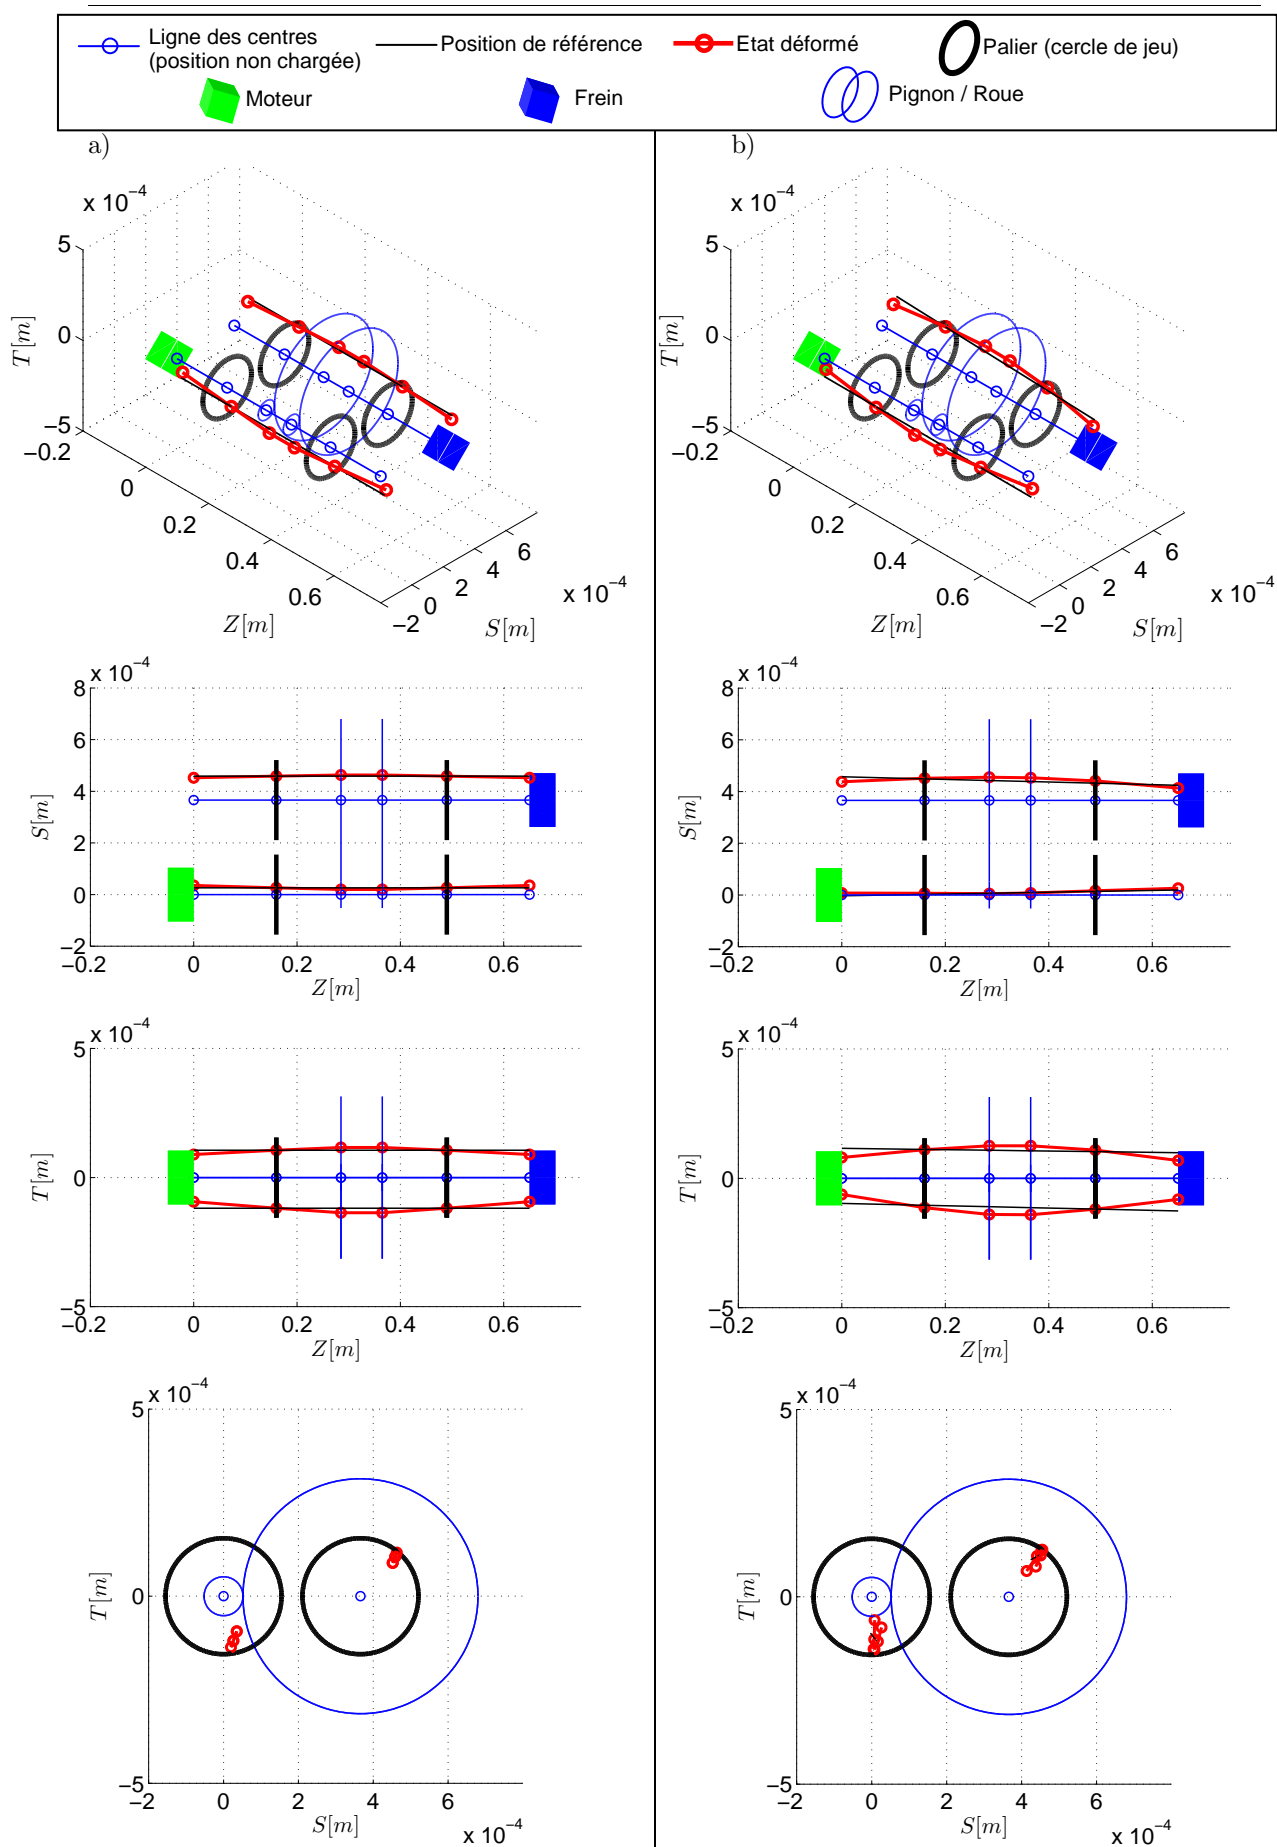 Ligne des centres
(position non chargée)
Position de référence
Etat déformé
Palier (cercle de jeu)
Moteur
Frein
Pignon / Roue
a)
x 10⁻⁴
5
0
−5
T[m]
−0.2
0
0.2
0.4
0.6
Z[m]
−2
0
2
4
6
x 10⁻⁴
S[m]
x 10⁻⁴
8
6
4
2
0
−2
S[m]
−0.2
0
0.2
0.4
0.6
Z[m]
x 10⁻⁴
5
0
−5
T[m]
−0.2
0
0.2
0.4
0.6
Z[m]
x 10⁻⁴
5
0
−5
T[m]
−2
0
2
4
6
S[m]
x 10⁻⁴
b)
x 10⁻⁴
5
0
−5
T[m]
−0.2
0
0.2
0.4
0.6
Z[m]
−2
0
2
4
6
x 10⁻⁴
S[m]
x 10⁻⁴
8
6
4
2
0
−2
S[m]
−0.2
0
0.2
0.4
0.6
Z[m]
x 10⁻⁴
5
0
−5
T[m]
−0.2
0
0.2
0.4
0.6
Z[m]
x 10⁻⁴
5
0
−5
T[m]
−2
0
2
4
6
S[m]
x 10⁻⁴